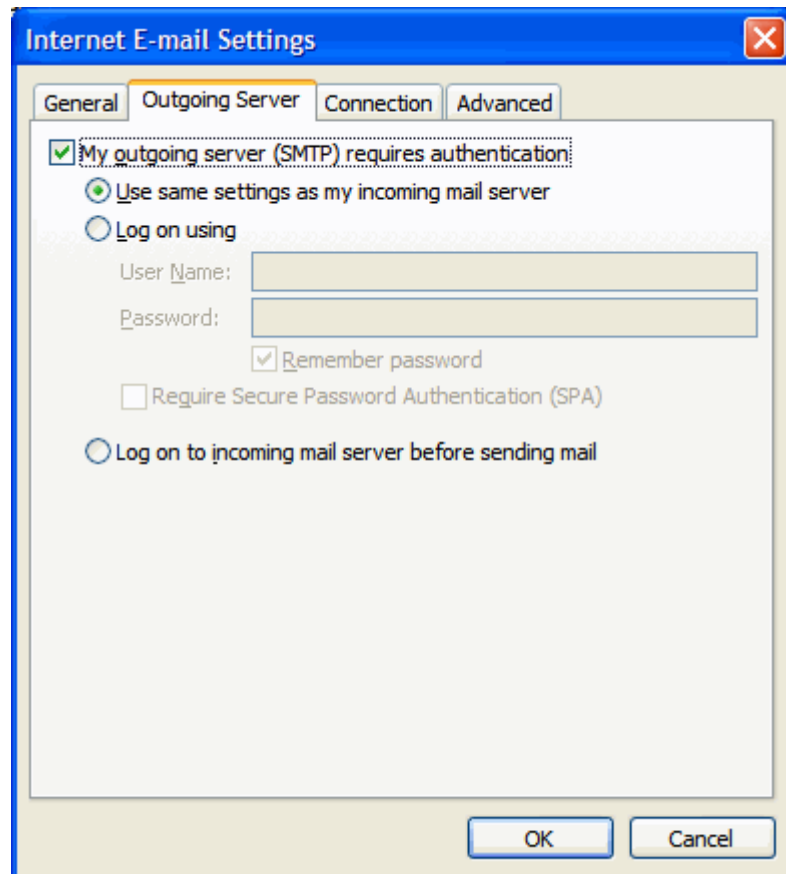 Internet E-mail Settings
General Outgoing Server Connection Advanced
My outgoing server (SMTP) requires authentication
Use same settings as my incoming mail server
Log on using
User Name:
Password:
Remember password
Require Secure Password Authentication (SPA)
Log on to incoming mail server before sending mail
OK Cancel